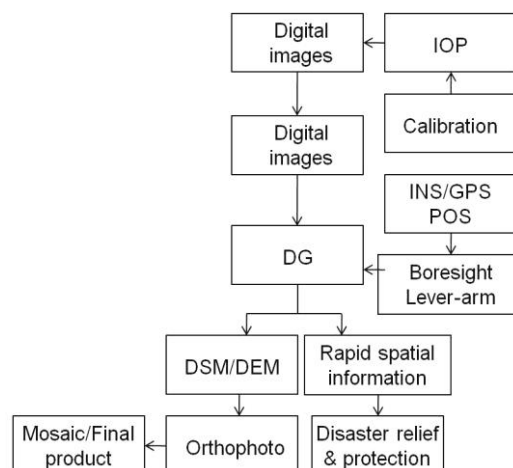 Digital
images
IOP
Calibration
Digital
images
INS/GPS
POS
DG
Boresight
Lever-arm
DSM/DEM
Rapid spatial
information
Mosaic/Final
product
Orthophoto
Disaster relief
& protection